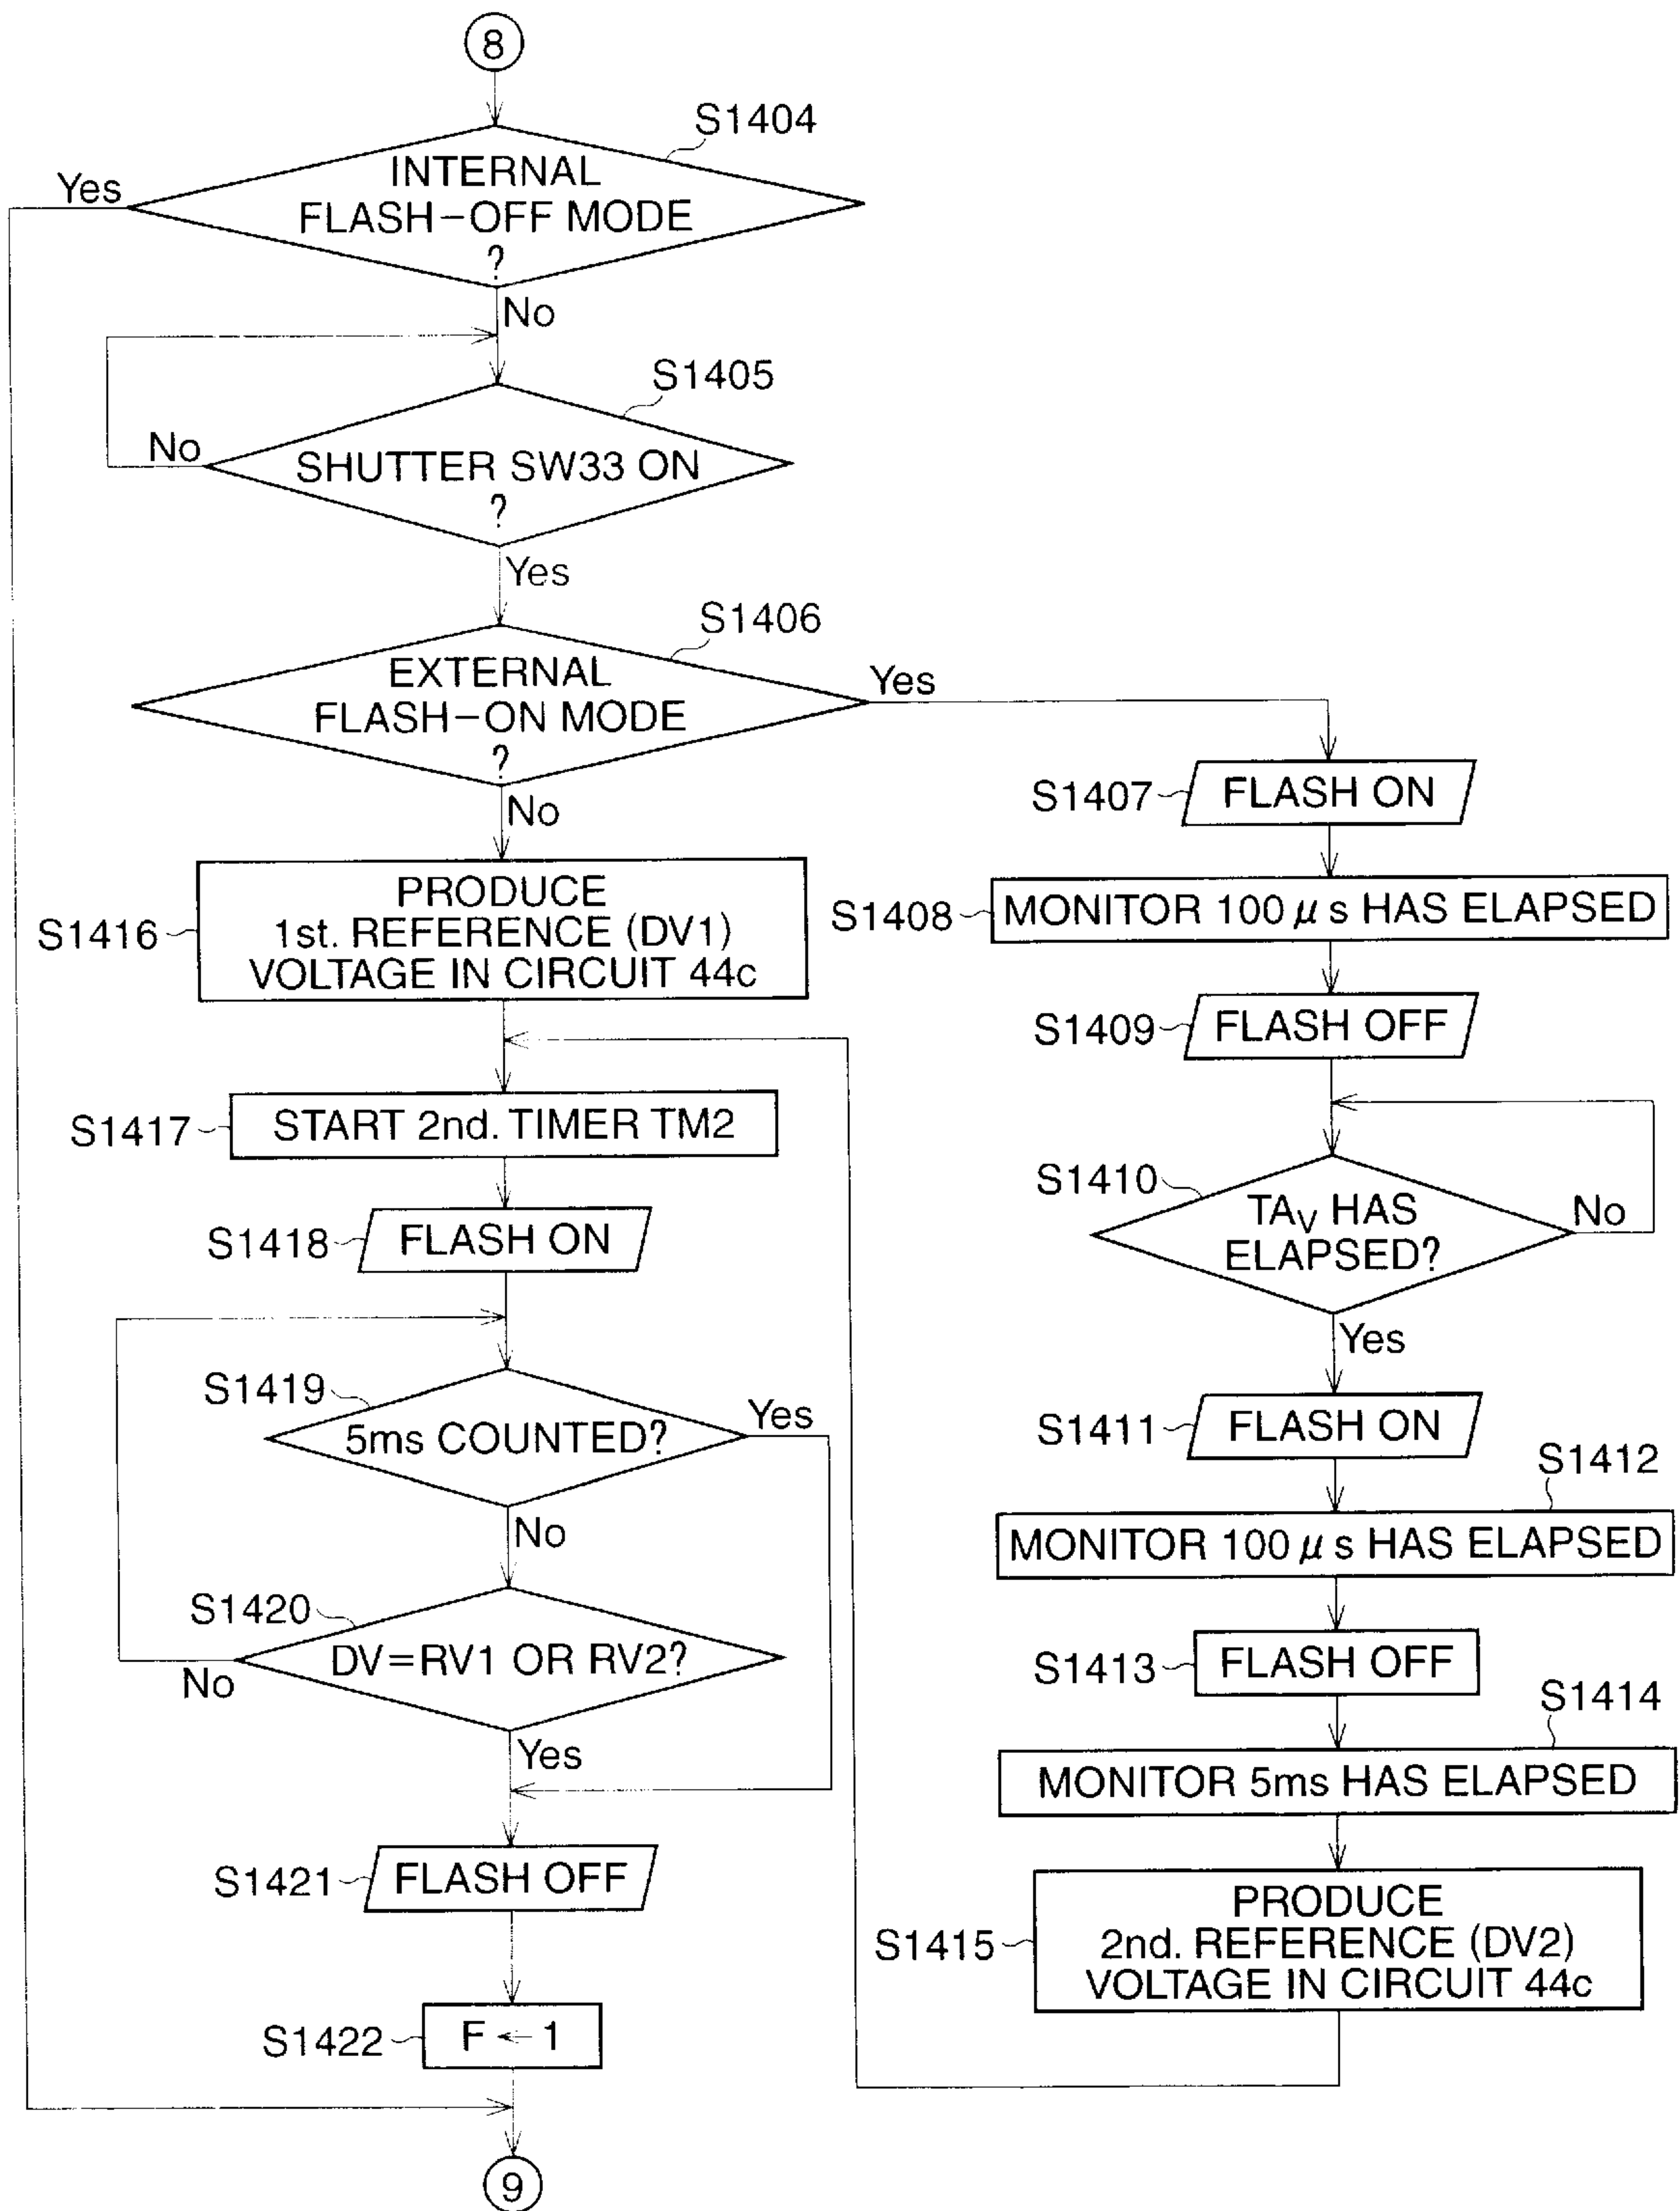 8
S1404
Yes
INTERNAL
FLASH-OFF MODE
?
No
S1405
No
SHUTTER SW33 ON
?
Yes
S1406
EXTERNAL
FLASH-ON MODE
?
Yes
No
S1407
FLASH ON
S1408
MONITOR 100 μs HAS ELAPSED
S1409
FLASH OFF
S1410
TAV HAS
ELAPSED?
No
Yes
S1411
FLASH ON
S1412
MONITOR 100 μs HAS ELAPSED
S1413
FLASH OFF
S1414
MONITOR 5ms HAS ELAPSED
S1415
PRODUCE
2nd. REFERENCE (DV2)
VOLTAGE IN CIRCUIT 44c
S1416
PRODUCE
1st. REFERENCE (DV1)
VOLTAGE IN CIRCUIT 44c
S1417
START 2nd. TIMER TM2
S1418
FLASH ON
S1419
5ms COUNTED?
Yes
No
S1420
DV=RV1 OR RV2?
No
Yes
S1421
FLASH OFF
S1422
F ← 1
9